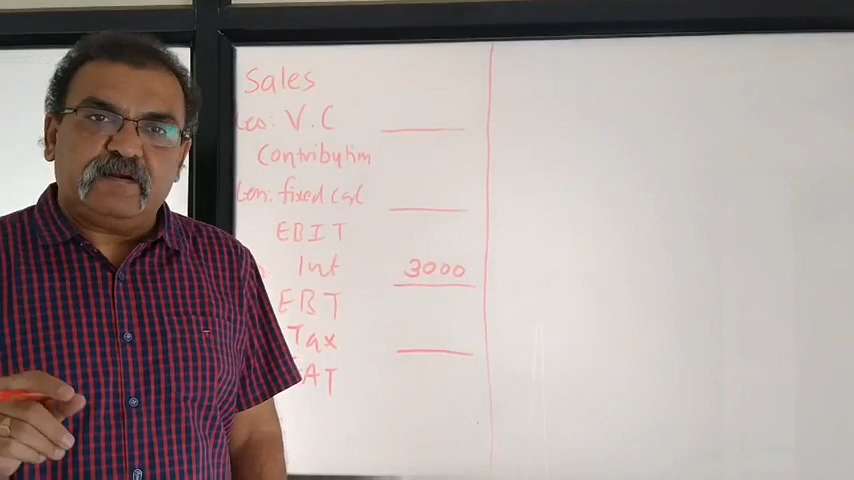 Sales
Less: V.C
Contribution
Less: fixed cost
EBIT
Int 3000
EBT
Tax
EAT